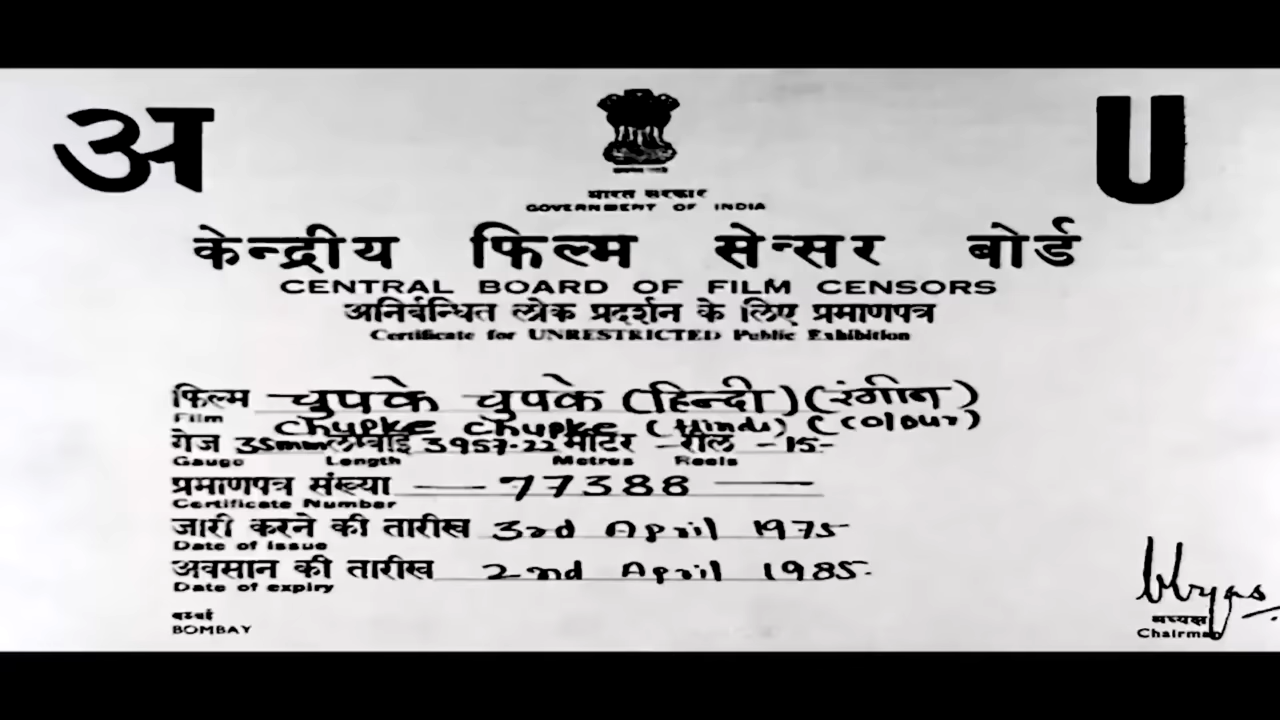 अ
U
भारत सरकार
GOVERNMENT OF INDIA
केन्द्रीय फिल्म सेन्सर बोर्ड
CENTRAL BOARD OF FILM CENSORS
अनिर्बन्धित लोक प्रदर्शन के लिए प्रमाणपत्र
Certificate for UNRESTRICTED Public Exhibition
फिल्म चुपके चुपके (हिन्दी) (रंगीन)
Film Chupke Chupke (Hindi) (Colour)
गेज 35mm लम्बाई 3957.22 मीटर - रील - 15-
Gauge Length Metres Reels
प्रमाणपत्र संख्या — 77388 —
Certificate Number
जारी करने की तारीख 3rd April 1975
Date of issue
अवसान की तारीख 2nd April 1985.
Date of expiry
बम्बई
BOMBAY
अध्यक्ष
Chairman